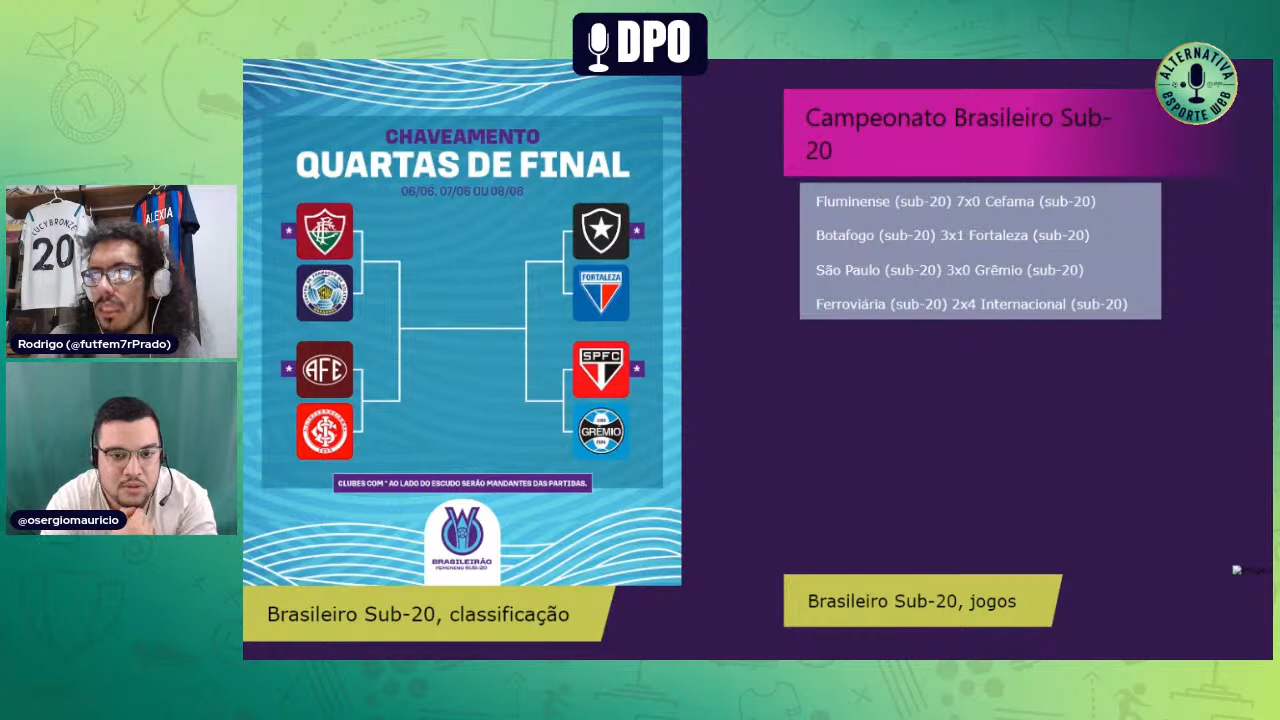 DPO
ALTERNATIVA
ESPORTE WEB
CHAVEAMENTO
QUARTAS DE FINAL
06/06, 07/06 OU 08/06
*
*
FORTALEZA
*
AFE
SPFC
*
GRÊMIO
CLUBES COM * AO LADO DO ESCUDO SERÃO MANDANTES DAS PARTIDAS.
BRASILEIRÃO
FEMININO SUB-20
Brasileiro Sub-20, classificação
Campeonato Brasileiro Sub-
20
Fluminense (sub-20) 7x0 Cefama (sub-20)
Botafogo (sub-20) 3x1 Fortaleza (sub-20)
São Paulo (sub-20) 3x0 Grêmio (sub-20)
Ferroviária (sub-20) 2x4 Internacional (sub-20)
Brasileiro Sub-20, jogos
LUCY BRONZE
20
ALEXIA
Rodrigo (@futfem7rPrado)
@osergiomauricio